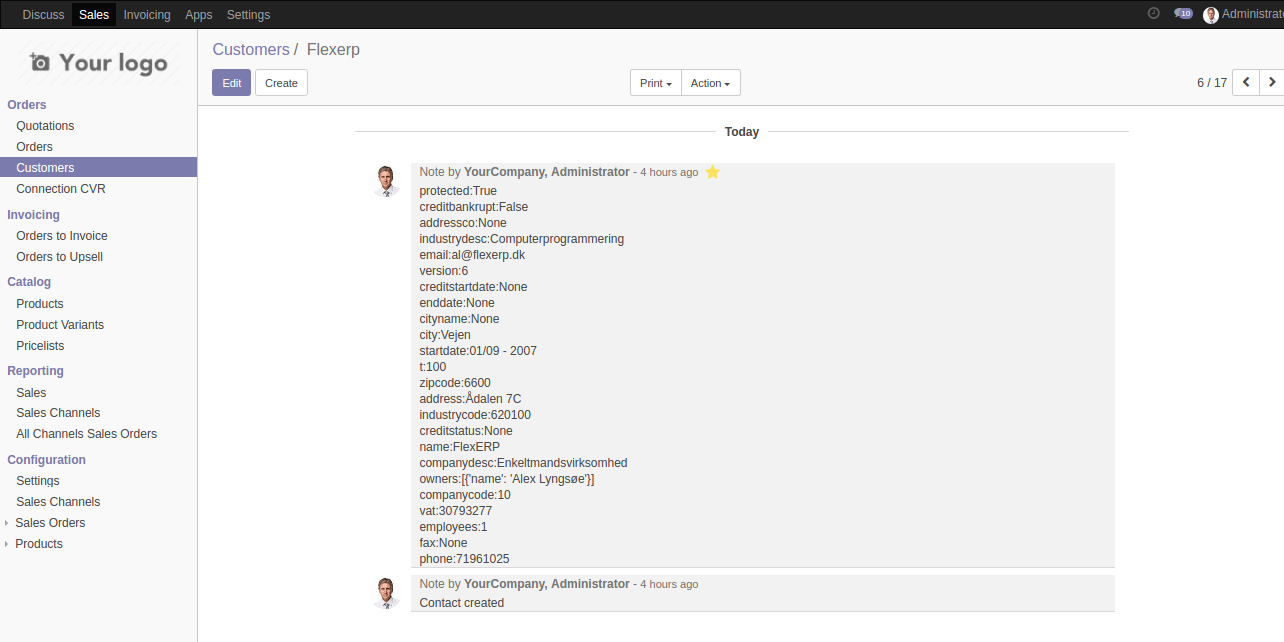 Discuss Sales Invoicing Apps Settings 10 Administrato
Your logo
Customers / Flexerp
Edit Create Print Action 6 / 17
Orders
Quotations
Orders
Customers
Connection CVR
Invoicing
Orders to Invoice
Orders to Upsell
Catalog
Products
Product Variants
Pricelists
Reporting
Sales
Sales Channels
All Channels Sales Orders
Configuration
Settings
Sales Channels
Sales Orders
Products
Today
Note by YourCompany, Administrator - 4 hours ago
protected:True
creditbankrupt:False
addressco:None
industrydesc:Computerprogrammering
email:al@flexerp.dk
version:6
creditstartdate:None
enddate:None
cityname:None
city:Vejen
startdate:01/09 - 2007
t:100
zipcode:6600
address:Ådalen 7C
industrycode:620100
creditstatus:None
name:FlexERP
companydesc:Enkeltmandsvirksomhed
owners:[{'name': 'Alex Lyngsøe'}]
companycode:10
vat:30793277
employees:1
fax:None
phone:71961025
Note by YourCompany, Administrator - 4 hours ago
Contact created